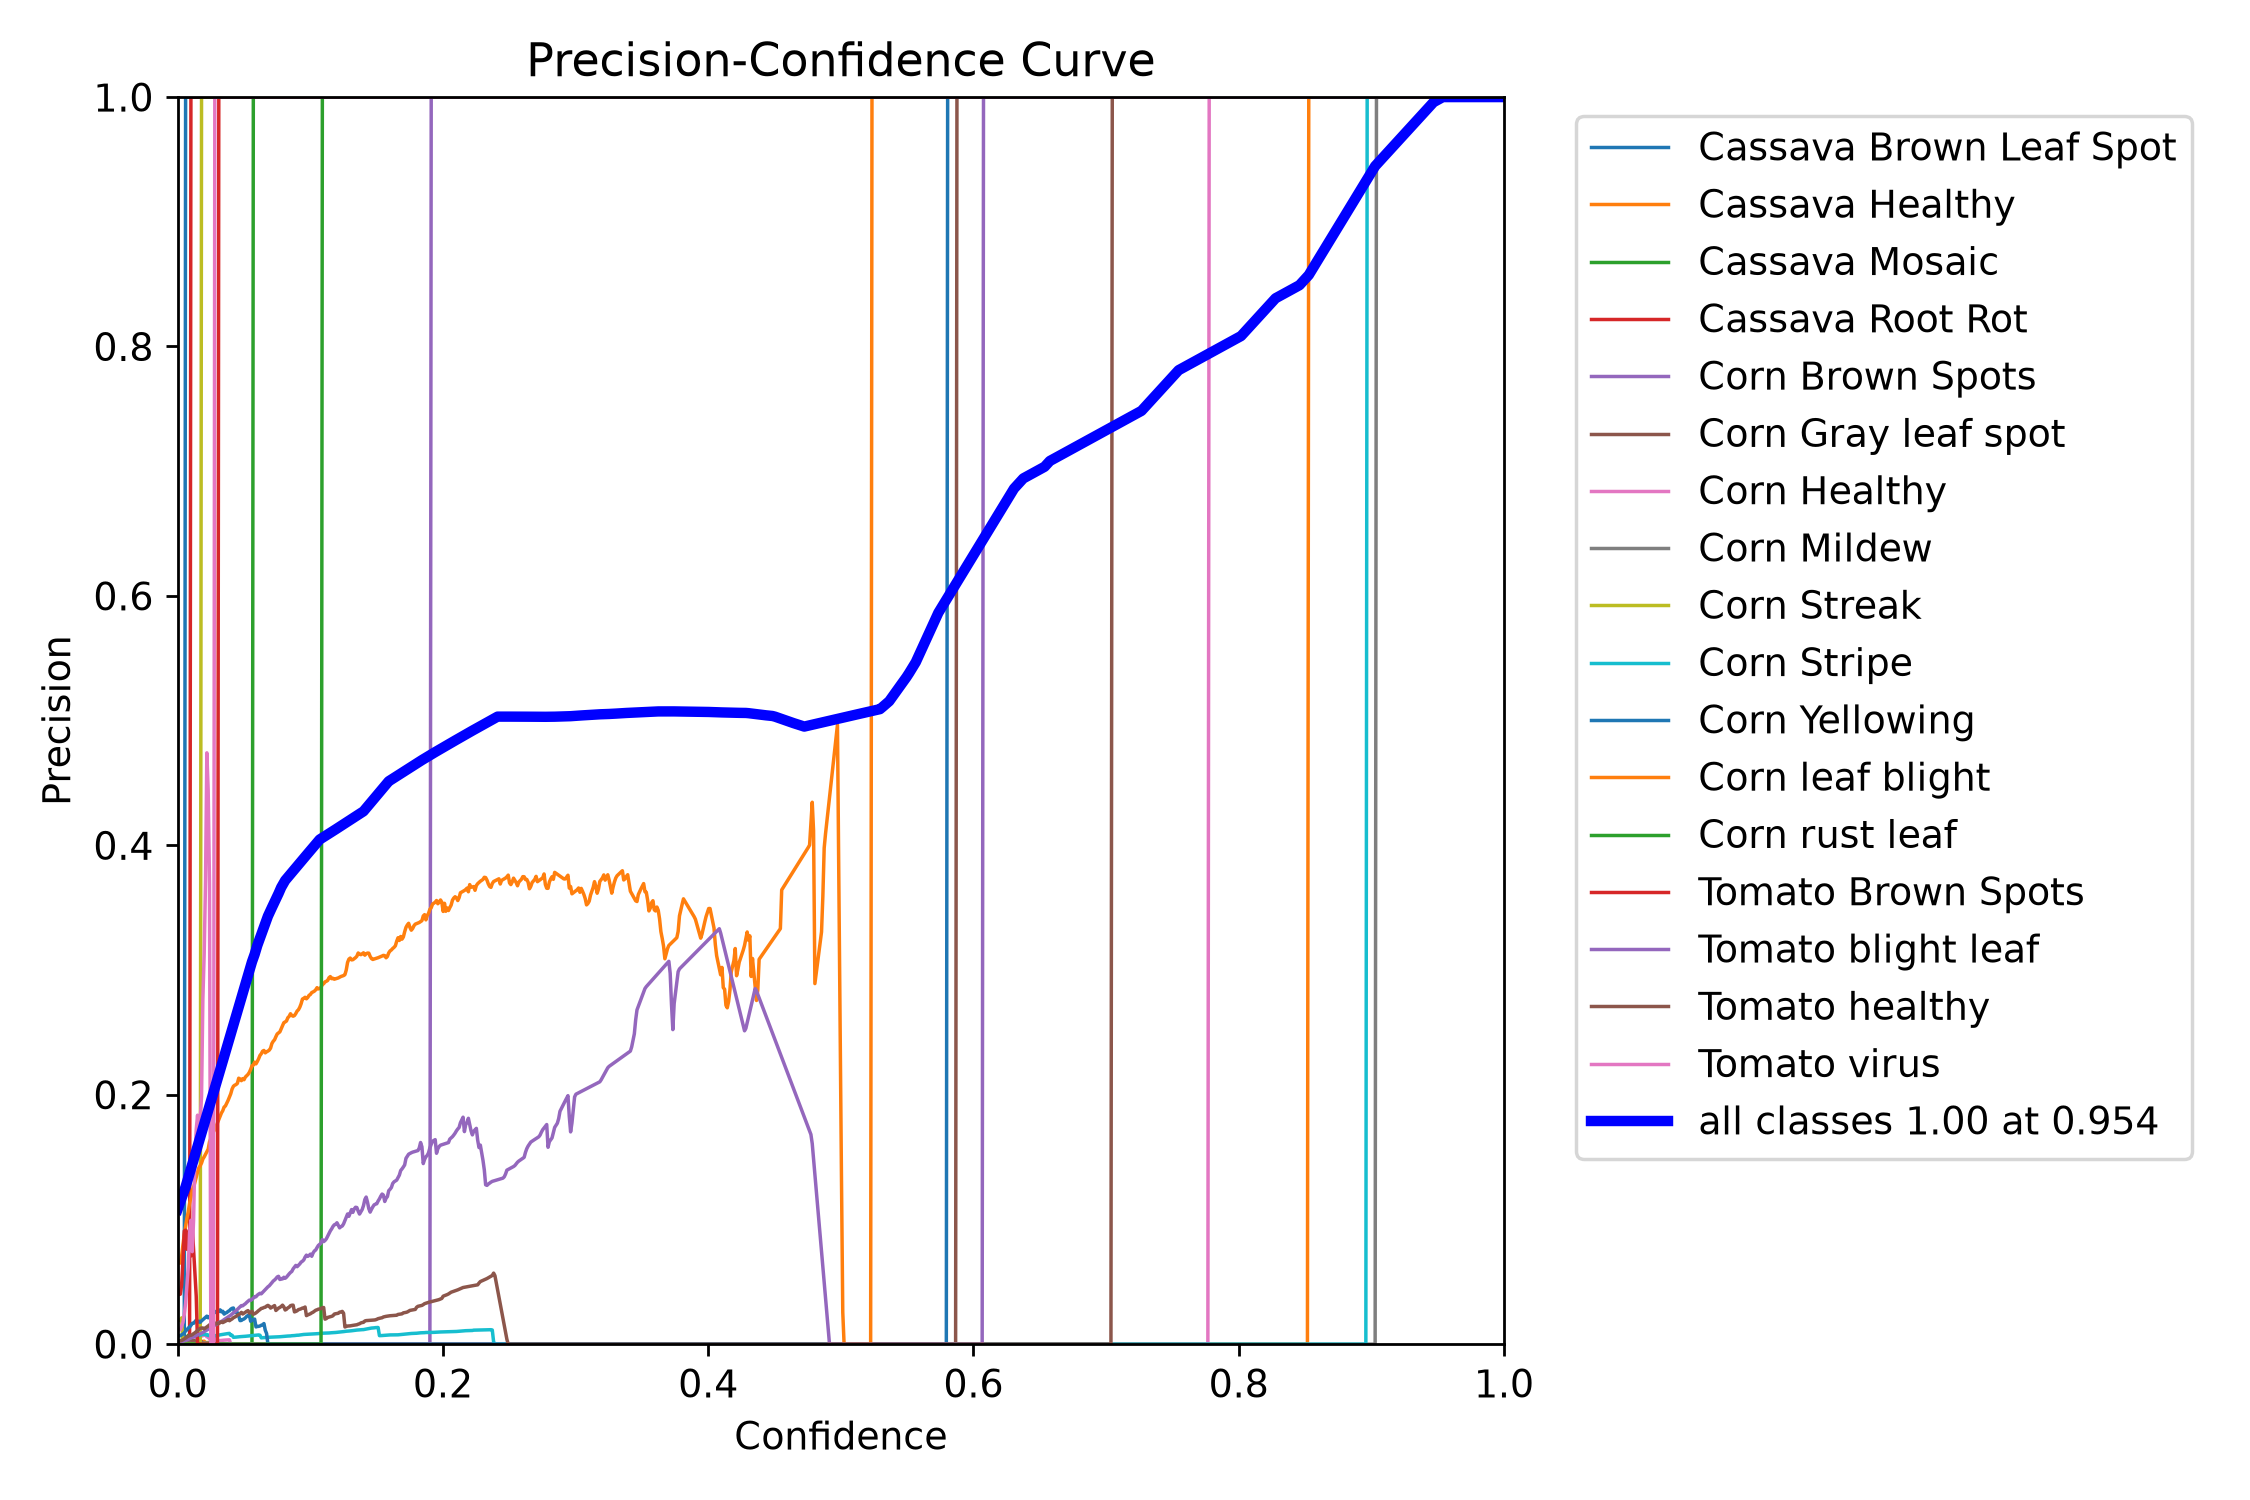 Precision-Confidence Curve
1.0
0.8
0.6
0.4
0.2
0.0
Precision
0.0 0.2 0.4 0.6 0.8 1.0
Confidence
Cassava Brown Leaf Spot
Cassava Healthy
Cassava Mosaic
Cassava Root Rot
Corn Brown Spots
Corn Gray leaf spot
Corn Healthy
Corn Mildew
Corn Streak
Corn Stripe
Corn Yellowing
Corn leaf blight
Corn rust leaf
Tomato Brown Spots
Tomato blight leaf
Tomato healthy
Tomato virus
all classes 1.00 at 0.954